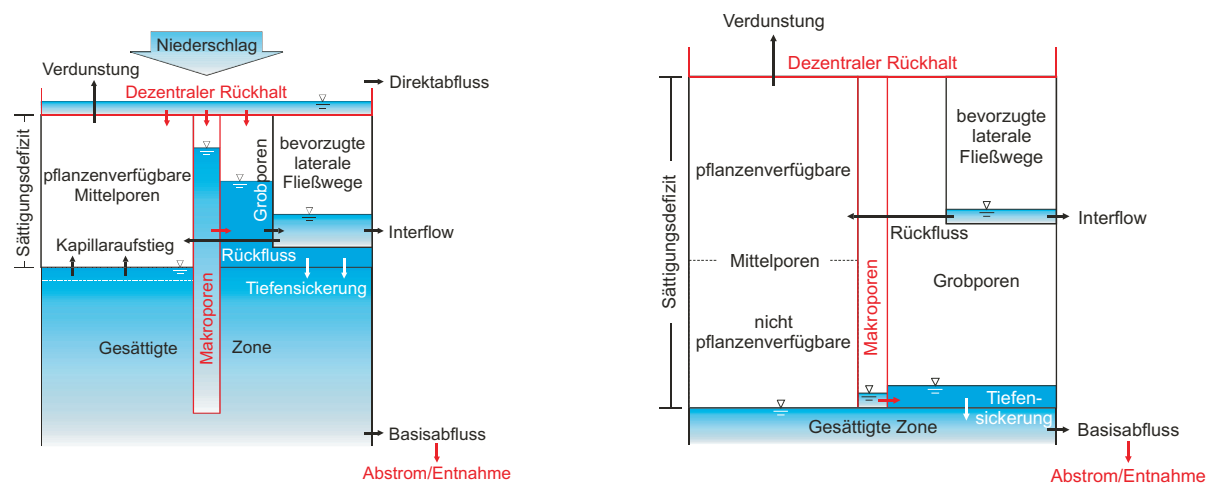 Niederschlag
Verdunstung
Direktabfluss
Dezentraler Rückhalt
Sättigungsdefizit
pflanzenverfügbare
Mittelporen
Grobporen
bevorzugte
laterale
Fließwege
Interflow
Kapillaraufstieg
Rückfluss
Tiefensickerung
Makroporen
Gesättigte
Zone
Basisabfluss
Abstrom/Entnahme
Verdunstung
Dezentraler Rückhalt
Sättigungsdefizit
pflanzenverfügbare
bevorzugte
laterale
Fließwege
Interflow
Rückfluss
Mittelporen
Grobporen
Makroporen
nicht
pflanzenverfügbare
Tiefen-
sickerung
Gesättigte Zone
Basisabfluss
Abstrom/Entnahme